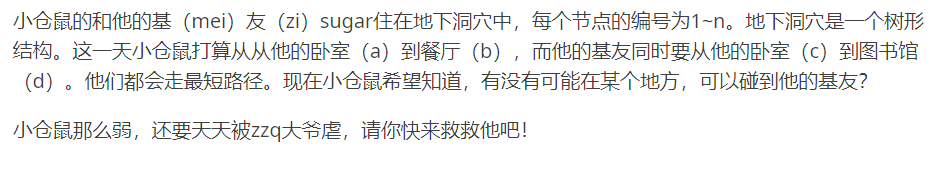 小仓鼠的和他的基（mei）友（zi）sugar住在地下洞穴中，每个节点的编号为1~n。地下洞穴是一个树形
结构。这一天小仓鼠打算从从他的卧室（a）到餐厅（b），而他的基友同时要从他的卧室（c）到图书馆
（d）。他们都会走最短路径。现在小仓鼠希望知道，有没有可能在某个地方，可以碰到他的基友？
小仓鼠那么弱，还要天天被zzq大爷虐，请你快来救救他吧！